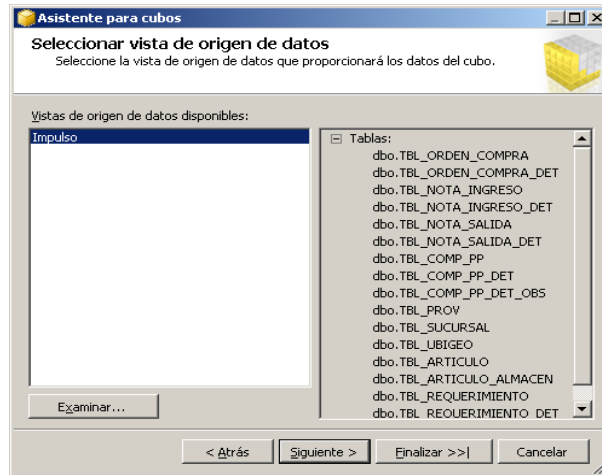 Asistente para cubos
Seleccionar vista de origen de datos
Seleccione la vista de origen de datos que proporcionará los datos del cubo.
Vistas de origen de datos disponibles:
Impulso
Tablas:
dbo.TBL_ORDEN_COMPRA
dbo.TBL_ORDEN_COMPRA_DET
dbo.TBL_NOTA_INGRESO
dbo.TBL_NOTA_INGRESO_DET
dbo.TBL_NOTA_SALIDA
dbo.TBL_NOTA_SALIDA_DET
dbo.TBL_COMP_PP
dbo.TBL_COMP_PP_DET
dbo.TBL_COMP_PP_DET_OBS
dbo.TBL_PROV
dbo.TBL_SUCURSAL
dbo.TBL_UBIGEO
dbo.TBL_ARTICULO
dbo.TBL_ARTICULO_ALMACEN
dbo.TBL_REQUERIMIENTO
dbo.TBL_REQUERIMIENTO_DET
Examinar...
< Atrás
Siguiente >
Finalizar >>|
Cancelar